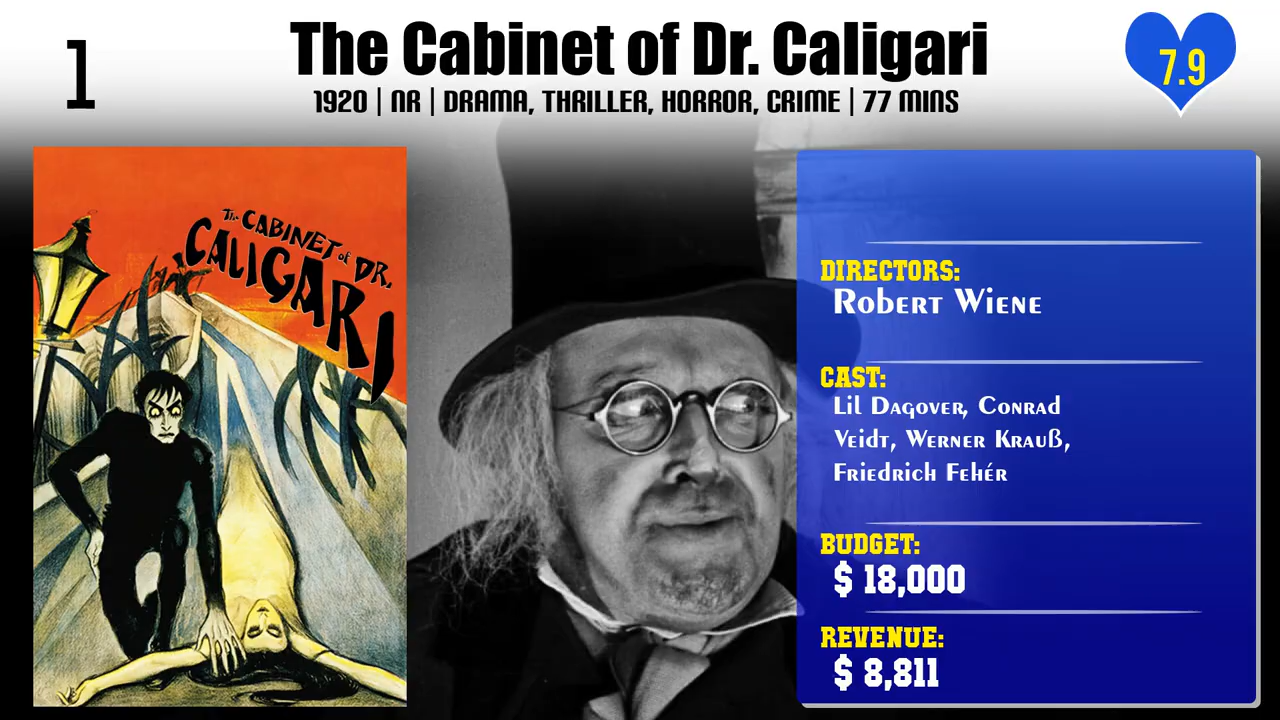 1
The Cabinet of Dr. Caligari
1920 | NR | DRAMA, THRILLER, HORROR, CRIME | 77 MINS
7.9
The CABINET of DR.
CALIGARI
DIRECTORS:
Robert Wiene
CAST:
Lil Dagover, Conrad
Veidt, Werner Krauß,
Friedrich Fehér
BUDGET:
$ 18,000
REVENUE:
$ 8,811